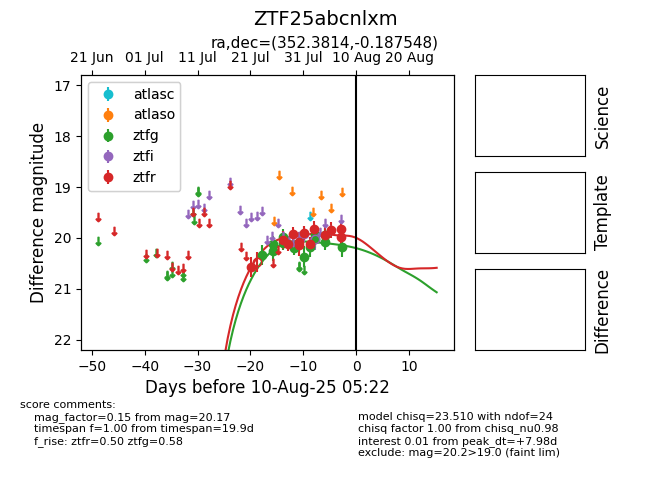 ZTF25abcnlxm
ra,dec=(352.3814,-0.187548)
21 Jun 01 Jul 11 Jul 21 Jul 31 Jul 10 Aug 20 Aug
17
18
19
20
21
22
Difference magnitude
atlasc
atlaso
ztfg
ztfi
ztfr
−50 −40 −30 −20 −10 0 10
Days before 10-Aug-25 05:22
Science
Template
Difference
score comments:
mag_factor=0.15 from mag=20.17
timespan f=1.00 from timespan=19.9d
f_rise: ztfr=0.50 ztfg=0.58
model chisq=23.510 with ndof=24
chisq factor 1.00 from chisq_nu0.98
interest 0.01 from peak_dt=+7.98d
exclude: mag=20.2>19.0 (faint lim)